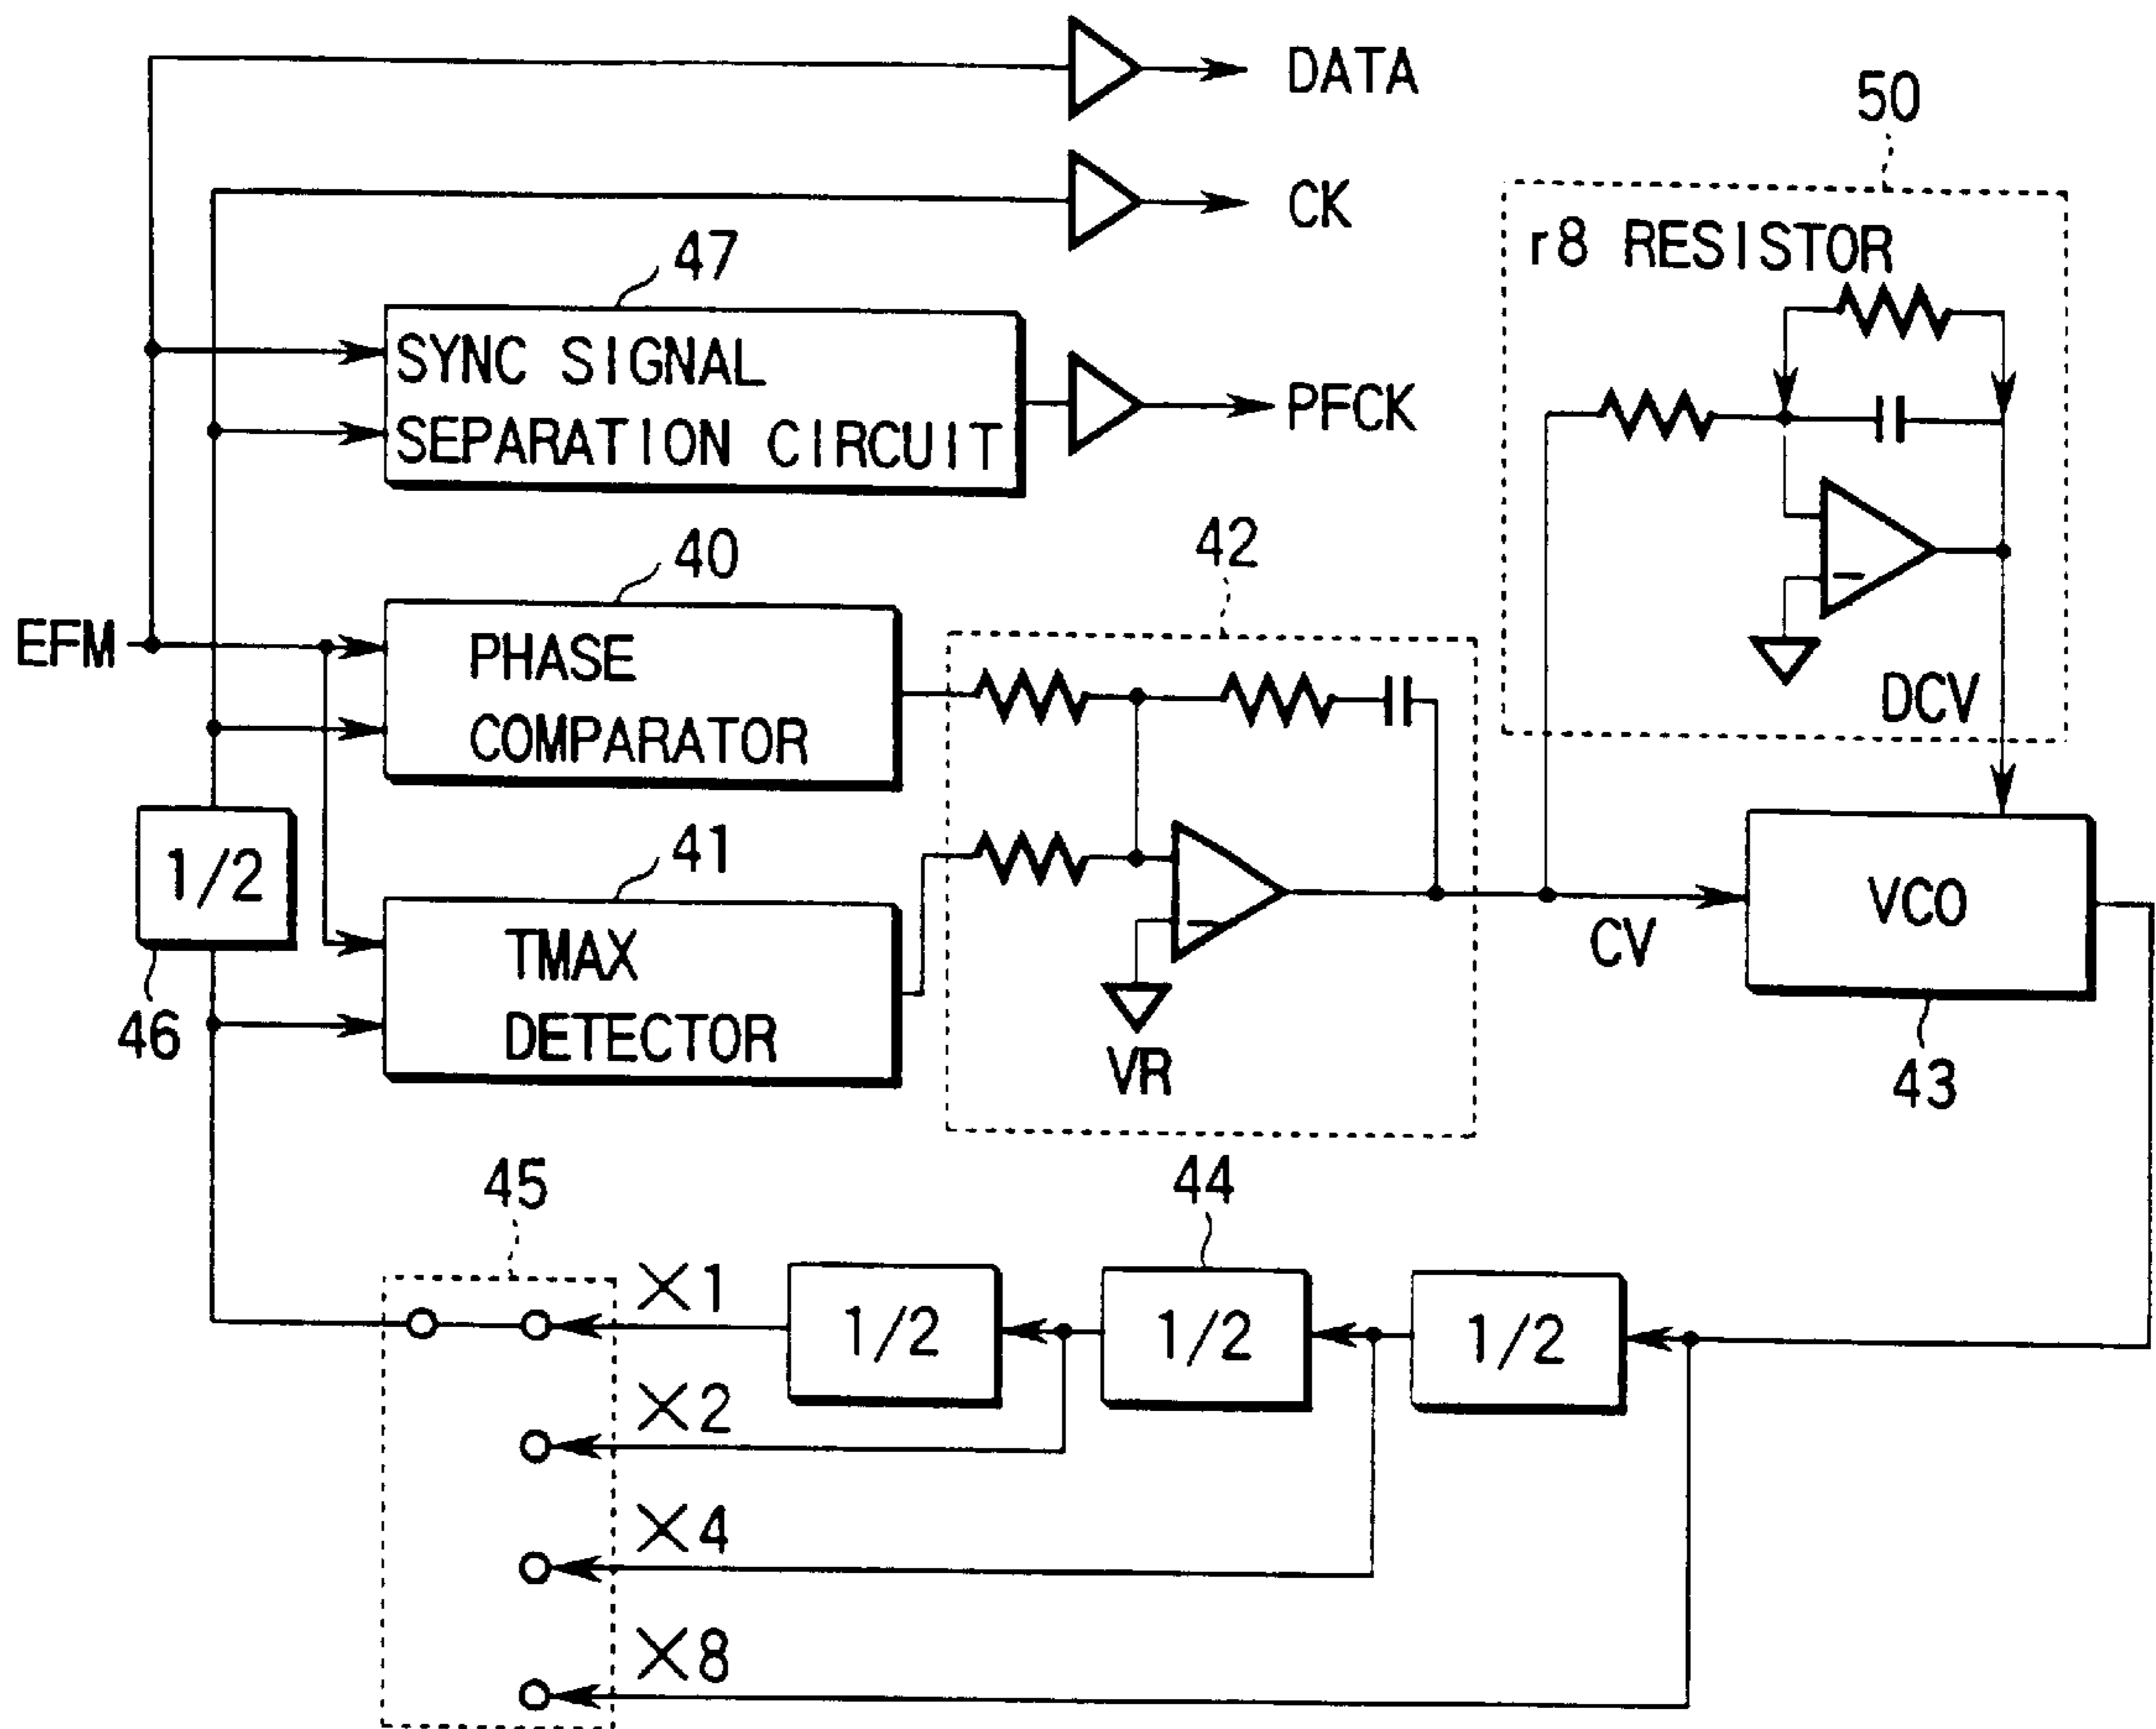 DATA
50
CK
r8 RESISTOR
47
SYNC SIGNAL
SEPARATION CIRCUIT
PFCK
40
42
EFM
PHASE
COMPARATOR
DCV
1/2
41
46
TMAX
DETECTOR
VR
CV
VCO
43
45
44
×1
1/2
1/2
1/2
×2
×4
×8